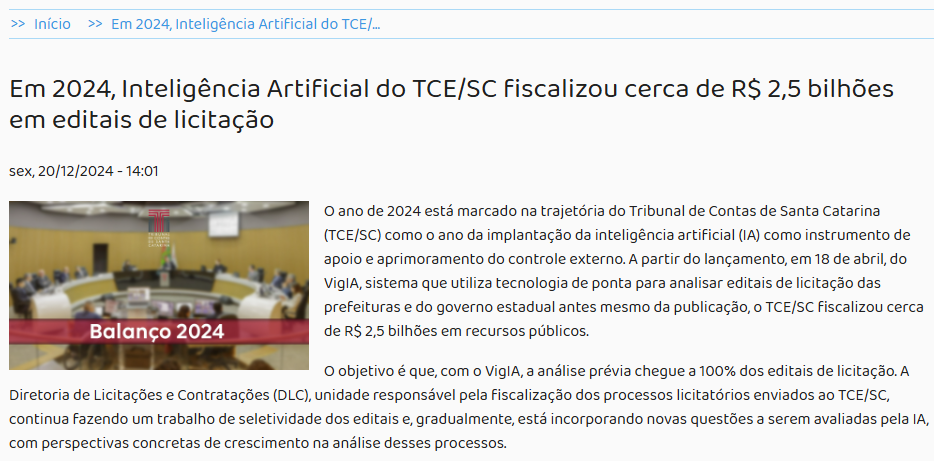 >> Início >> Em 2024, Inteligência Artificial do TCE/...
Em 2024, Inteligência Artificial do TCE/SC fiscalizou cerca de R$ 2,5 bilhões
em editais de licitação
sex, 20/12/2024 - 14:01
TRIBUNAL
DE CONTAS
DE SANTA
CATARINA
Balanço 2024
O ano de 2024 está marcado na trajetória do Tribunal de Contas de Santa Catarina
(TCE/SC) como o ano da implantação da inteligência artificial (IA) como instrumento de
apoio e aprimoramento do controle externo. A partir do lançamento, em 18 de abril, do
VigIA, sistema que utiliza tecnologia de ponta para analisar editais de licitação das
prefeituras e do governo estadual antes mesmo da publicação, o TCE/SC fiscalizou cerca
de R$ 2,5 bilhões em recursos públicos.
O objetivo é que, com o VigIA, a análise prévia chegue a 100% dos editais de licitação. A
Diretoria de Licitações e Contratações (DLC), unidade responsável pela fiscalização dos processos licitatórios enviados ao TCE/SC,
continua fazendo um trabalho de seletividade dos editais e, gradualmente, está incorporando novas questões a serem avaliadas pela IA,
com perspectivas concretas de crescimento na análise desses processos.